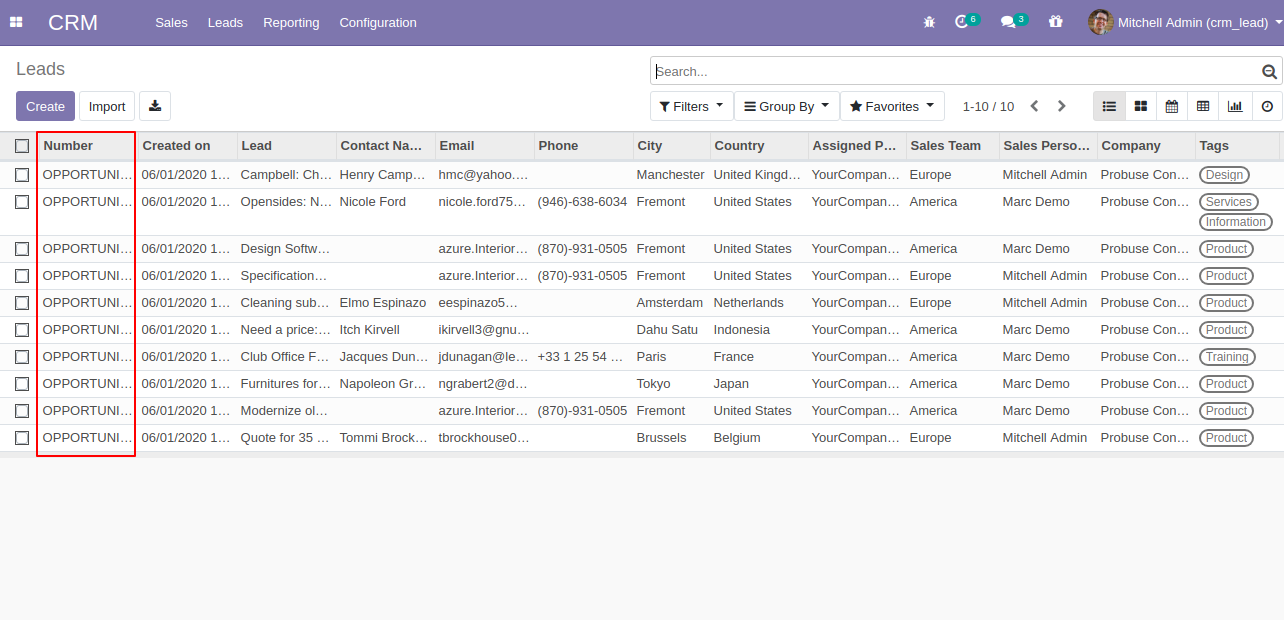 CRM Sales Leads Reporting Configuration 6 3 Mitchell Admin (crm_lead)
Leads
Search...
Create Import Filters Group By Favorites 1-10 / 10
Number Created on Lead Contact Na... Email Phone City Country Assigned P... Sales Team Sales Perso... Company Tags
OPPORTUNI... 06/01/2020 1... Campbell: Ch... Henry Camp... hmc@yahoo.... Manchester United Kingd... YourCompan... Europe Mitchell Admin Probuse Con... Design
OPPORTUNI... 06/01/2020 1... Opensides: N... Nicole Ford nicole.ford75... (946)-638-6034 Fremont United States YourCompan... America Marc Demo Probuse Con... Services
Information
OPPORTUNI... 06/01/2020 1... Design Softw... azure.Interior... (870)-931-0505 Fremont United States YourCompan... America Marc Demo Probuse Con... Product
OPPORTUNI... 06/01/2020 1... Specification... azure.Interior... (870)-931-0505 Fremont United States YourCompan... Europe Mitchell Admin Probuse Con... Product
OPPORTUNI... 06/01/2020 1... Cleaning sub... Elmo Espinazo eespinazo5... Amsterdam Netherlands YourCompan... Europe Mitchell Admin Probuse Con... Product
OPPORTUNI... 06/01/2020 1... Need a price:... Itch Kirvell ikirvell3@gnu... Dahu Satu Indonesia YourCompan... America Marc Demo Probuse Con... Product
OPPORTUNI... 06/01/2020 1... Club Office F... Jacques Dun... jdunagan@le... +33 1 25 54 ... Paris France YourCompan... America Marc Demo Probuse Con... Training
OPPORTUNI... 06/01/2020 1... Furnitures for... Napoleon Gr... ngrabert2@d... Tokyo Japan YourCompan... America Marc Demo Probuse Con... Product
OPPORTUNI... 06/01/2020 1... Modernize ol... azure.Interior... (870)-931-0505 Fremont United States YourCompan... America Marc Demo Probuse Con... Product
OPPORTUNI... 06/01/2020 1... Quote for 35 ... Tommi Brock... tbrockhouse0... Brussels Belgium YourCompan... Europe Mitchell Admin Probuse Con... Product